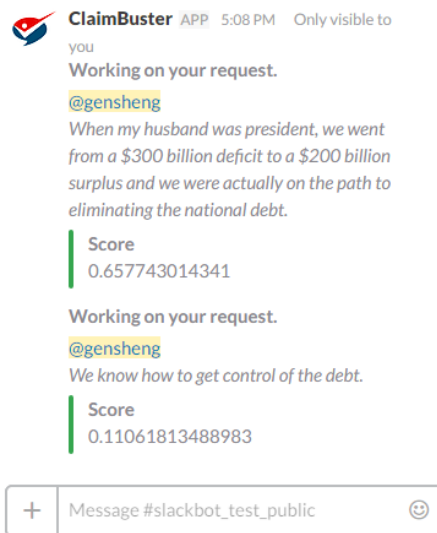 ClaimBuster APP 5:08 PM Only visible to
you
Working on your request.
@gensheng
When my husband was president, we went
from a $300 billion deficit to a $200 billion
surplus and we were actually on the path to
eliminating the national debt.
Score
0.657743014341
Working on your request.
@gensheng
We know how to get control of the debt.
Score
0.11061813488983
+ Message #slackbot_test_public